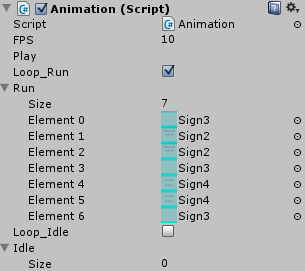 Animation (Script)
Script Animation
FPS 10
Play
Loop_Run
Run
Size 7
Element 0 Sign3
Element 1 Sign2
Element 2 Sign2
Element 3 Sign3
Element 4 Sign4
Element 5 Sign4
Element 6 Sign3
Loop_Idle
Idle
Size 0